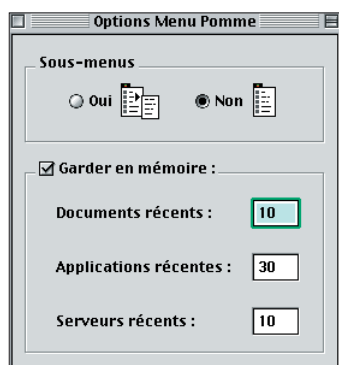 Options Menu Pomme
Sous-menus
Oui Non
Garder en mémoire :
Documents récents : 10
Applications récentes : 30
Serveurs récents : 10